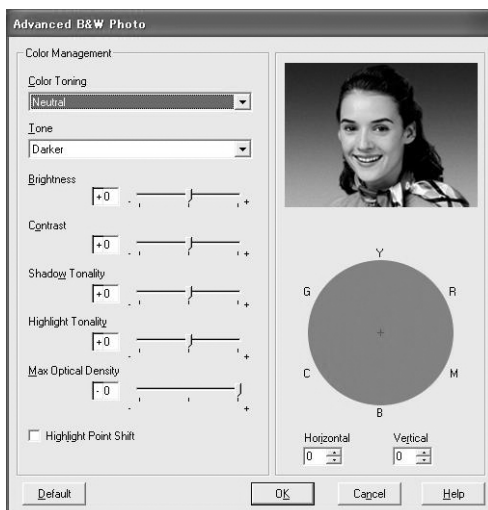 Advanced B&W Photo
Color Management
Color Toning
Neutral
Tone
Darker
Brightness
+0
- +
Contrast
+0
- +
Shadow Tonality
+0
- +
Highlight Tonality
+0
- +
Max Optical Density
- 0
- +
Highlight Point Shift
Y
G R
C M
B
Horizontal Vertical
0 0
Default OK Cancel Help